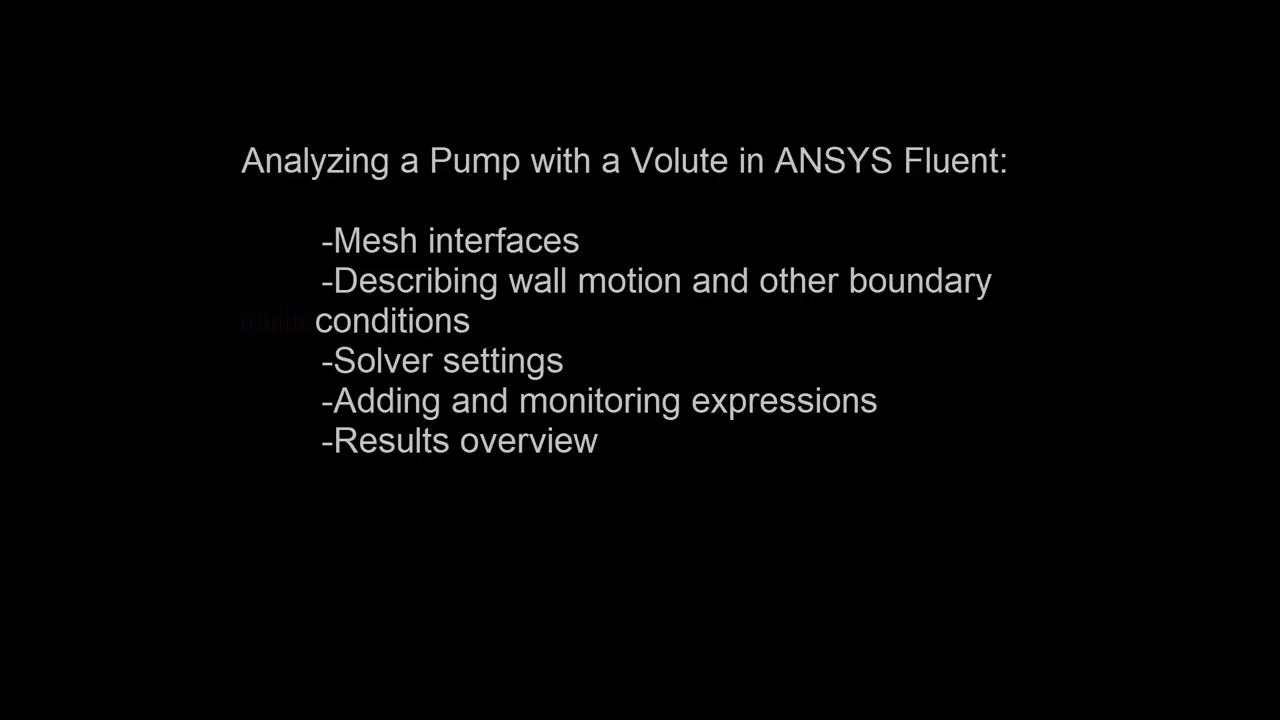 Analyzing a Pump with a Volute in ANSYS Fluent:
-Mesh interfaces
-Describing wall motion and other boundary
conditions
-Solver settings
-Adding and monitoring expressions
-Results overview